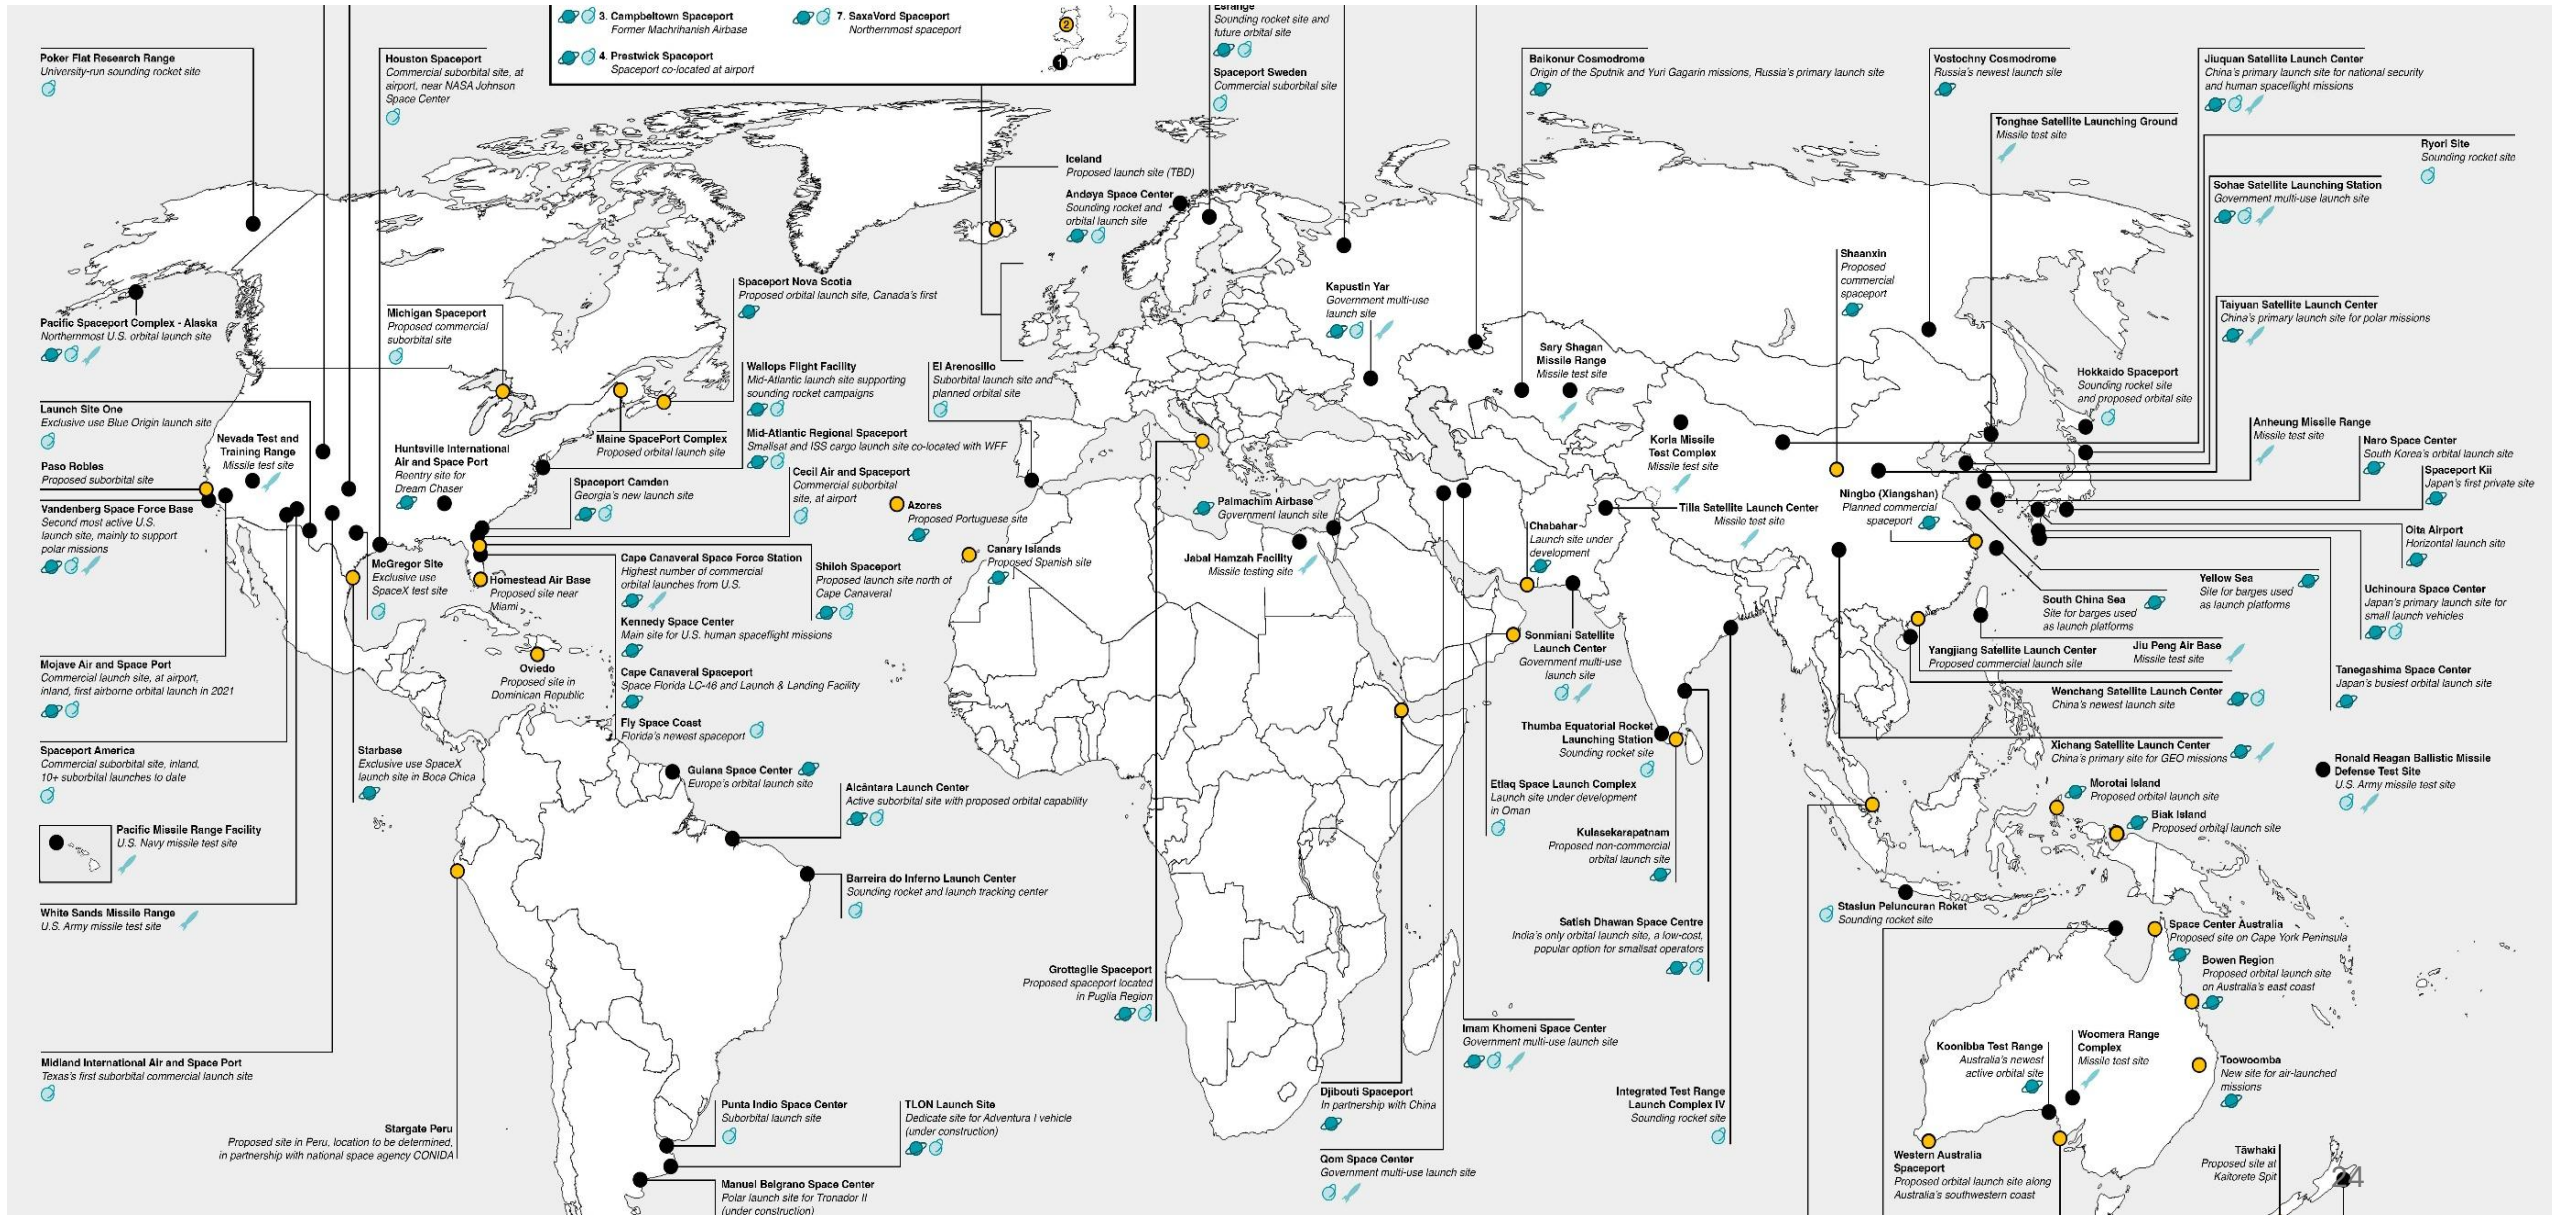 3. Campbeltown Spaceport
Former Machrihanish Airbase
4. Prestwick Spaceport
Spaceport co-located at airport
7. SaxaVord Spaceport
Northernmost spaceport
2
1
Esrange
Sounding rocket site and
future orbital site
Spaceport Sweden
Commercial suborbital site
Poker Flat Research Range
University-run sounding rocket site
Houston Spaceport
Commercial suborbital site, at
airport, near NASA Johnson
Space Center
Baikonur Cosmodrome
Origin of the Sputnik and Yuri Gagarin missions, Russia's primary launch site
Vostochny Cosmodrome
Russia's newest launch site
Jiuquan Satellite Launch Center
China's primary launch site for national security
and human spaceflight missions
Tonghae Satellite Launching Ground
Missile test site
Ryori Site
Sounding rocket site
Sohae Satellite Launching Station
Government multi-use launch site
Iceland
Proposed launch site (TBD)
Andøya Space Center
Sounding rocket and
orbital launch site
Shaanxin
Proposed
commercial
spaceport
Spaceport Nova Scotia
Proposed orbital launch site, Canada's first
Kapustin Yar
Government multi-use
launch site
Taiyuan Satellite Launch Center
China's primary launch site for polar missions
Pacific Spaceport Complex - Alaska
Northernmost U.S. orbital launch site
Michigan Spaceport
Proposed commercial
suborbital site
Sary Shagan
Missile Range
Missile test site
Wallops Flight Facility
Mid-Atlantic launch site supporting
sounding rocket campaigns
El Arenosillo
Suborbital launch site and
planned orbital site
Hokkaido Spaceport
Sounding rocket site
and proposed orbital site
Launch Site One
Exclusive use Blue Origin launch site
Nevada Test and
Training Range
Missile test site
Huntsville International
Air and Space Port
Reentry site for
Dream Chaser
Maine SpacePort Complex
Proposed orbital launch site
Mid-Atlantic Regional Spaceport
Smallsat and ISS cargo launch site co-located with WFF
Korla Missile
Test Complex
Missile test site
Anheung Missile Range
Missile test site
Naro Space Center
South Korea's orbital launch site
Spaceport Kii
Japan's first private site
Paso Robles
Proposed suborbital site
Cecil Air and Spaceport
Commercial suborbital
site, at airport
Spaceport Camden
Georgia's new launch site
Azores
Proposed Portuguese site
Palmachim Airbase
Government launch site
Tilla Satellite Launch Center
Missile test site
Ningbo (Xiangshan)
Planned commercial
spaceport
Vandenberg Space Force Base
Second most active U.S.
launch site, mainly to support
polar missions
Chabahar
Launch site under
development
Oita Airport
Horizontal launch site
Canary Islands
Proposed Spanish site
Jabal Hamzah Facility
Missile testing site
McGregor Site
Exclusive use
SpaceX test site
Homestead Air Base
Proposed site near
Miami
Cape Canaveral Space Force Station
Highest number of commercial
orbital launches from U.S.
Shiloh Spaceport
Proposed launch site north of
Cape Canaveral
Yellow Sea
Site for barges used
as launch platforms
South China Sea
Site for barges used
as launch platforms
Uchinoura Space Center
Japan's primary launch site for
small launch vehicles
Kennedy Space Center
Main site for U.S. human spaceflight missions
Sonmiani Satellite
Launch Center
Government multi-use
launch site
Yangjiang Satellite Launch Center
Proposed commercial launch site
Jiu Peng Air Base
Missile test site
Mojave Air and Space Port
Commercial launch site, at airport,
inland, first airborne orbital launch in 2021
Oviedo
Proposed site in
Dominican Republic
Cape Canaveral Spaceport
Space Florida LC-46 and Launch & Landing Facility
Tanegashima Space Center
Japan's busiest orbital launch site
Wenchang Satellite Launch Center
China's newest launch site
Fly Space Coast
Florida's newest spaceport
Thumba Equatorial Rocket
Launching Station
Sounding rocket site
Xichang Satellite Launch Center
China's primary site for GEO missions
Spaceport America
Commercial suborbital site, inland,
10+ suborbital launches to date
Starbase
Exclusive use SpaceX
launch site in Boca Chica
Guiana Space Center
Europe's orbital launch site
Alcântara Launch Center
Active suborbital site with proposed orbital capability
Etlaq Space Launch Complex
Launch site under development
in Oman
Morotai Island
Proposed orbital launch site
Ronald Reagan Ballistic Missile
Defense Test Site
U.S. Army missile test site
Biak Island
Proposed orbital launch site
Pacific Missile Range Facility
U.S. Navy missile test site
Kulasekarapatnam
Proposed non-commercial
orbital launch site
Barreira do Inferno Launch Center
Sounding rocket and launch tracking center
White Sands Missile Range
U.S. Army missile test site
Satish Dhawan Space Centre
India's only orbital launch site, a low-cost,
popular option for smallsat operators
Stasiun Peluncuran Roket
Sounding rocket site
Space Center Australia
Proposed site on Cape York Peninsula
Bowen Region
Proposed orbital launch site
on Australia's east coast
Grottaglie Spaceport
Proposed spaceport located
in Puglia Region
Imam Khomeni Space Center
Government multi-use launch site
Koonibba Test Range
Australia's newest
active orbital site
Woomera Range
Complex
Missile test site
Toowoomba
New site for air-launched
missions
Midland International Air and Space Port
Texas's first suborbital commercial launch site
Djibouti Spaceport
In partnership with China
Integrated Test Range
Launch Complex IV
Sounding rocket site
Punta Indio Space Center
Suborbital launch site
TLON Launch Site
Dedicate site for Adventura I vehicle
(under construction)
Stargate Peru
Proposed site in Peru, location to be determined,
in partnership with national space agency CONIDA
Qom Space Center
Government multi-use launch site
Western Australia
Spaceport
Proposed orbital launch site along
Australia's southwestern coast
Tāwhaki
Proposed site at
Kaitorete Spit
24
Manuel Belgrano Space Center
Polar launch site for Tronador II
(under construction)